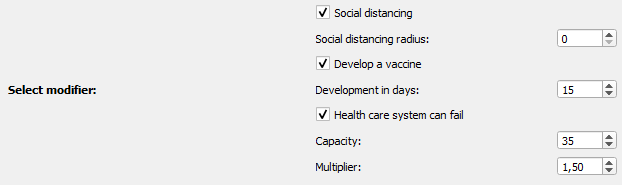 Social distancing
Social distancing radius: 0
Develop a vaccine
Select modifier: Development in days: 15
Health care system can fail
Capacity: 35
Multiplier: 1,50